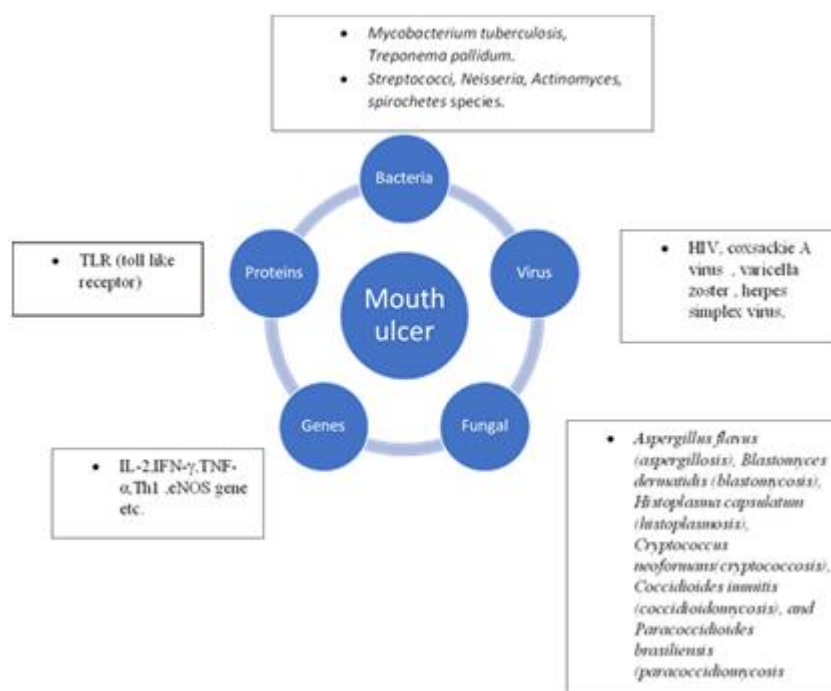 • Mycobacterium tuberculosis,
Treponema pallidum.
• Streptococci, Neisseria, Actinomyces,
spirochetes species.
Bacteria
• TLR (toll like
receptor)
Proteins
Virus
• HIV, coxsackie A
virus , varicella
zoster , herpes
simplex virus.
Mouth
ulcer
Genes
Fungal
• IL-2,IFN-γ,TNF-
α,Th1 ,eNOS gene
etc.
• Aspergillus flavus
(aspergillosis), Blastomyces
dermatidis (blastomycosis),
Histoplasma capsulatum
(histoplasmosis),
Cryptococcus
neoformans(cryptococcosis),
Coccidioides immitis
(coccidioidomycosis), and
Paracoccidioides
brasiliensis
(paracoccidiomycosis